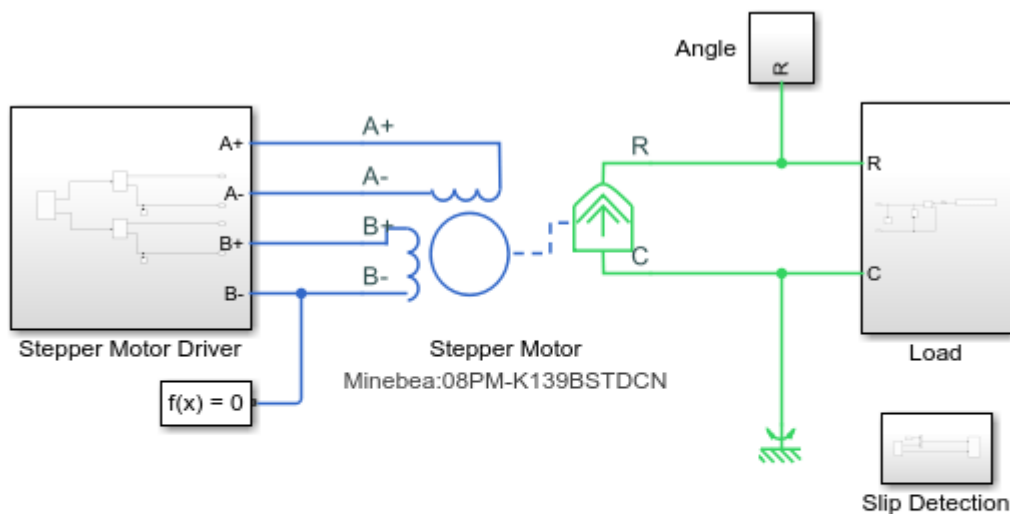 Angle
R
A+
A+
R
R
A-
A-
B+
B+
C
C
B-
B-
Stepper Motor Driver
Stepper Motor
Load
Minebea:08PM-K139BSTDCN
f(x) = 0
Slip Detection